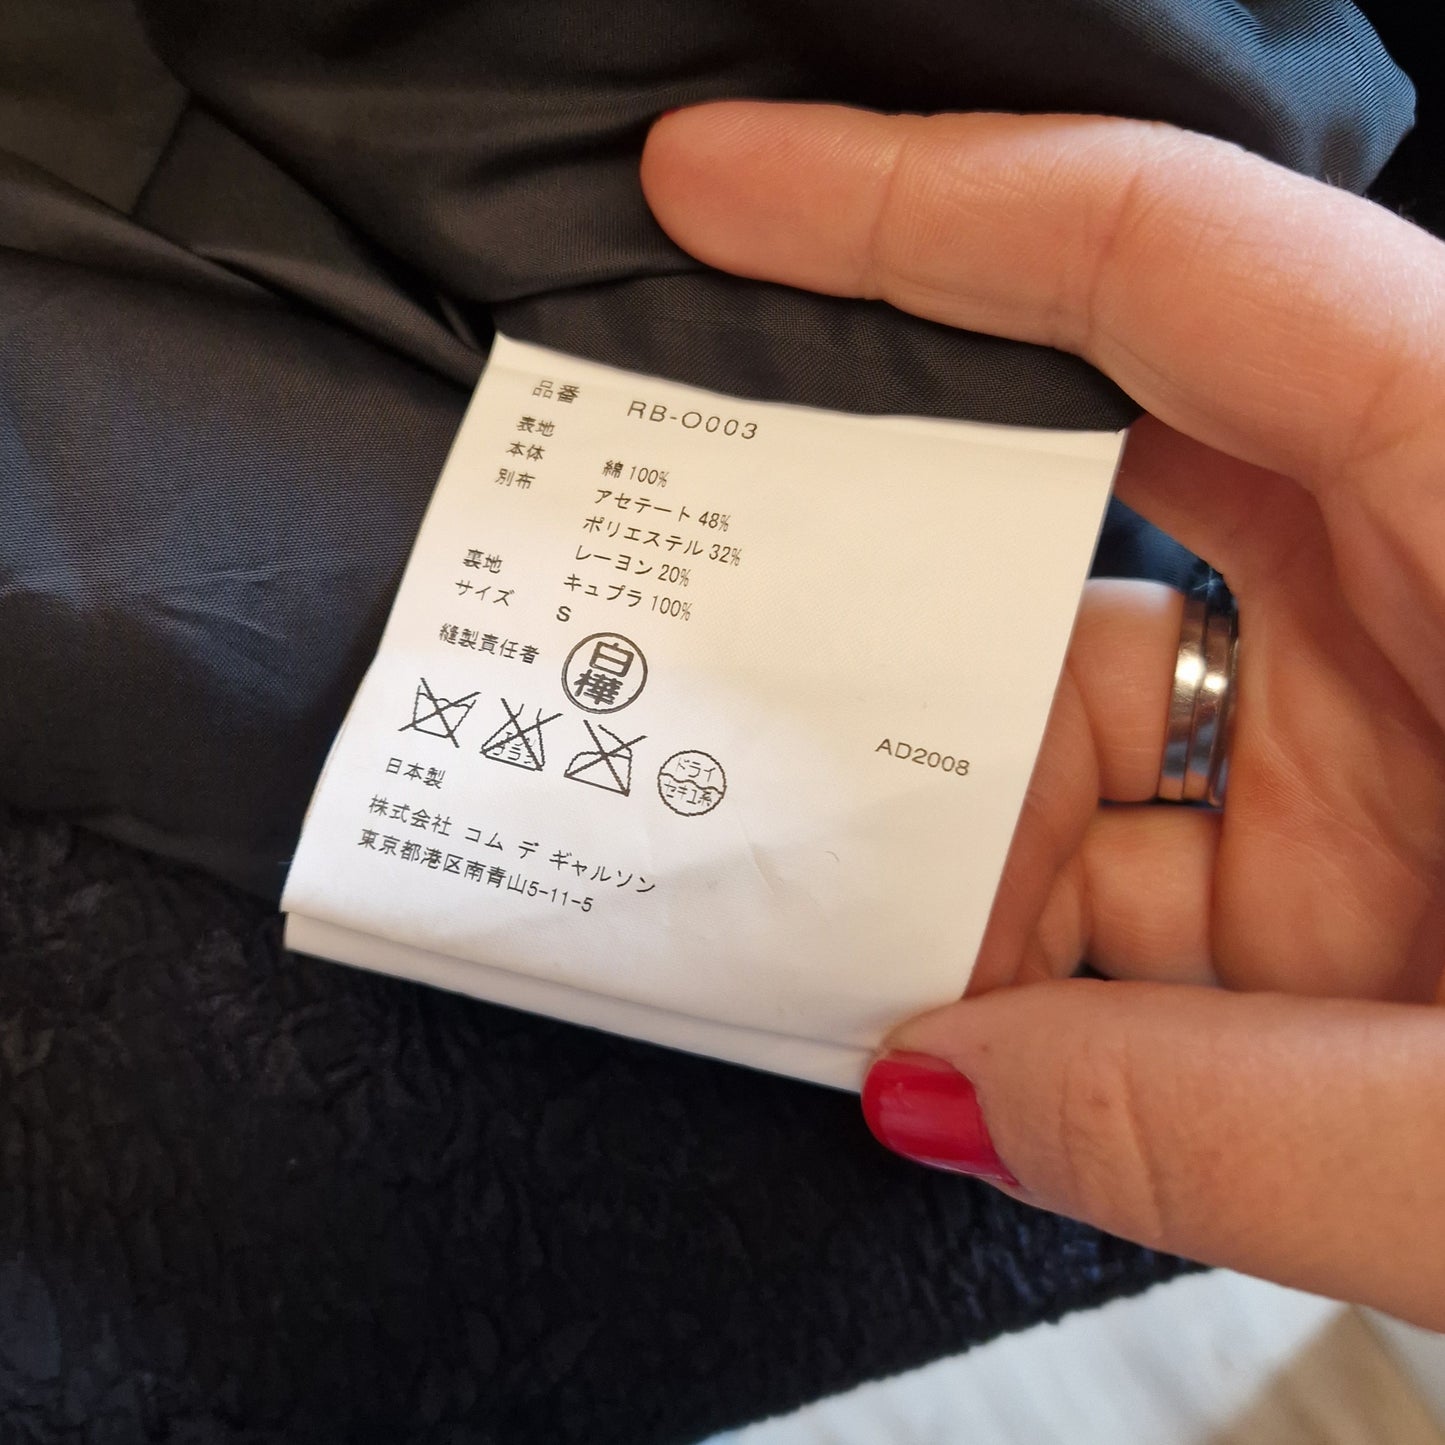 品番 RB-O003
表地
本体 綿 100%
別布 アセテート 48%
ポリエステル 32%
レーヨン 20%
裏地 キュプラ 100%
サイズ S
縫製責任者 白樺
ドライ
セキユ系
AD2008
日本製
株式会社 コム デ ギャルソン
東京都港区南青山5-11-5